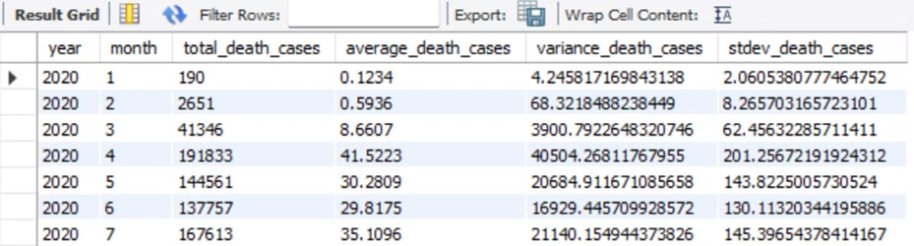 Result Grid Filter Rows: Export: Wrap Cell Content: IA
year month total_death_cases average_death_cases variance_death_cases stdev_death_cases
2020 1 190 0.1234 4.245817169843138 2.0605380777464752
2020 2 2651 0.5936 68.3218488238449 8.265703165723101
2020 3 41346 8.6607 3900.7922648320746 62.45632285711411
2020 4 191833 41.5223 40504.26811767955 201.25672191924312
2020 5 144561 30.2809 20684.911671085658 143.8225005730524
2020 6 137757 29.8175 16929.445709928572 130.11320344195886
2020 7 167613 35.1096 21140.154944373826 145.39654378414167